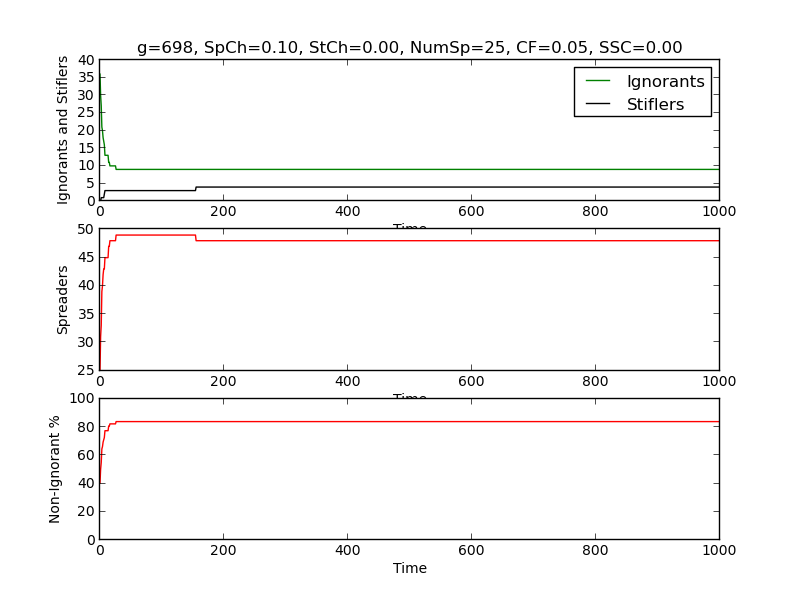 g=698, SpCh=0.10, StCh=0.00, NumSp=25, CF=0.05, SSC=0.00
Ignorants and Stiflers
40
35
30
25
20
15
10
5
0
Ignorants
Stiflers
0 200 400 600 800 1000
Time
Spreaders
50
45
40
35
30
25
0 200 400 600 800 1000
Time
Non-Ignorant %
100
80
60
40
20
0
0 200 400 600 800 1000
Time